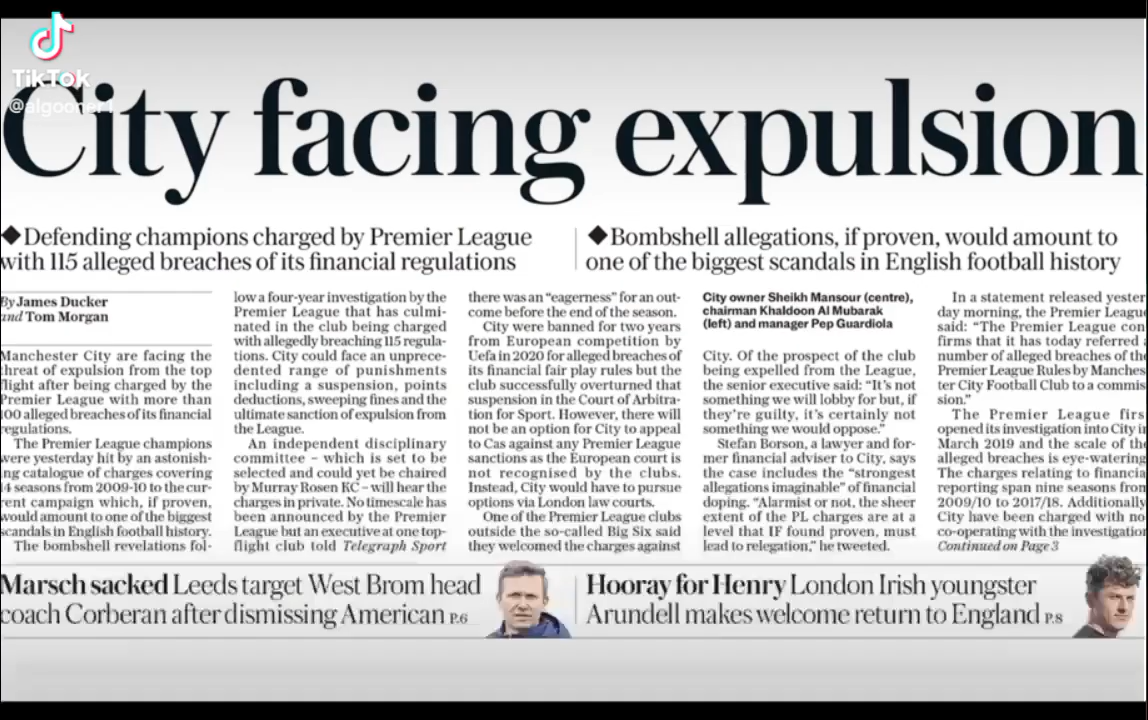 TikTok
@algooner1
City facing expulsion
◆Defending champions charged by Premier League
with 115 alleged breaches of its financial regulations
◆Bombshell allegations, if proven, would amount to
one of the biggest scandals in English football history
By James Ducker
and Tom Morgan
Manchester City are facing the
threat of expulsion from the top
flight after being charged by the
Premier League with more than
100 alleged breaches of its financial
regulations.
The Premier League champions
were yesterday hit by an astonish-
ing catalogue of charges covering
14 seasons from 2009-10 to the cur-
rent campaign which, if proven,
would amount to one of the biggest
scandals in English football history.
The bombshell revelations fol-
low a four-year investigation by the
Premier League that has culmi-
nated in the club being charged
with allegedly breaching 115 regula-
tions. City could face an unprece-
dented range of punishments
including a suspension, points
deductions, sweeping fines and the
ultimate sanction of expulsion from
the League.
An independent disciplinary
committee – which is set to be
selected and could yet be chaired
by Murray Rosen KC – will hear the
charges in private. No timescale has
been announced by the Premier
League but an executive at one top-
flight club told Telegraph Sport
there was an “eagerness” for an out-
come before the end of the season.
City were banned for two years
from European competition by
Uefa in 2020 for alleged breaches of
its financial fair play rules but the
club successfully overturned that
suspension in the Court of Arbitra-
tion for Sport. However, there will
not be an option for City to appeal
to Cas against any Premier League
sanctions as the European court is
not recognised by the clubs.
Instead, City would have to pursue
options via London law courts.
One of the Premier League clubs
outside the so-called Big Six said
they welcomed the charges against
City owner Sheikh Mansour (centre),
chairman Khaldoon Al Mubarak
(left) and manager Pep Guardiola
City. Of the prospect of the club
being expelled from the League,
the senior executive said: “It’s not
something we will lobby for but, if
they’re guilty, it’s certainly not
something we would oppose.”
Stefan Borson, a lawyer and for-
mer financial adviser to City, says
the case includes the “strongest
allegations imaginable” of financial
doping. “Alarmist or not, the sheer
extent of the PL charges are at a
level that IF found proven, must
lead to relegation,” he tweeted.
In a statement released yester
day morning, the Premier League
said: “The Premier League con
firms that it has today referred a
number of alleged breaches of the
Premier League Rules by Manches
ter City Football Club to a commis
sion.”
The Premier League firs
opened its investigation into City in
March 2019 and the scale of the
alleged breaches is eye-watering
The charges relating to financia
reporting span nine seasons from
2009/10 to 2017/18. Additionally
City have been charged with no
co-operating with the investigation
Continued on Page 3
Marsch sacked Leeds target West Brom head
coach Corberan after dismissing American P.6
Hooray for Henry London Irish youngster
Arundell makes welcome return to England P.8